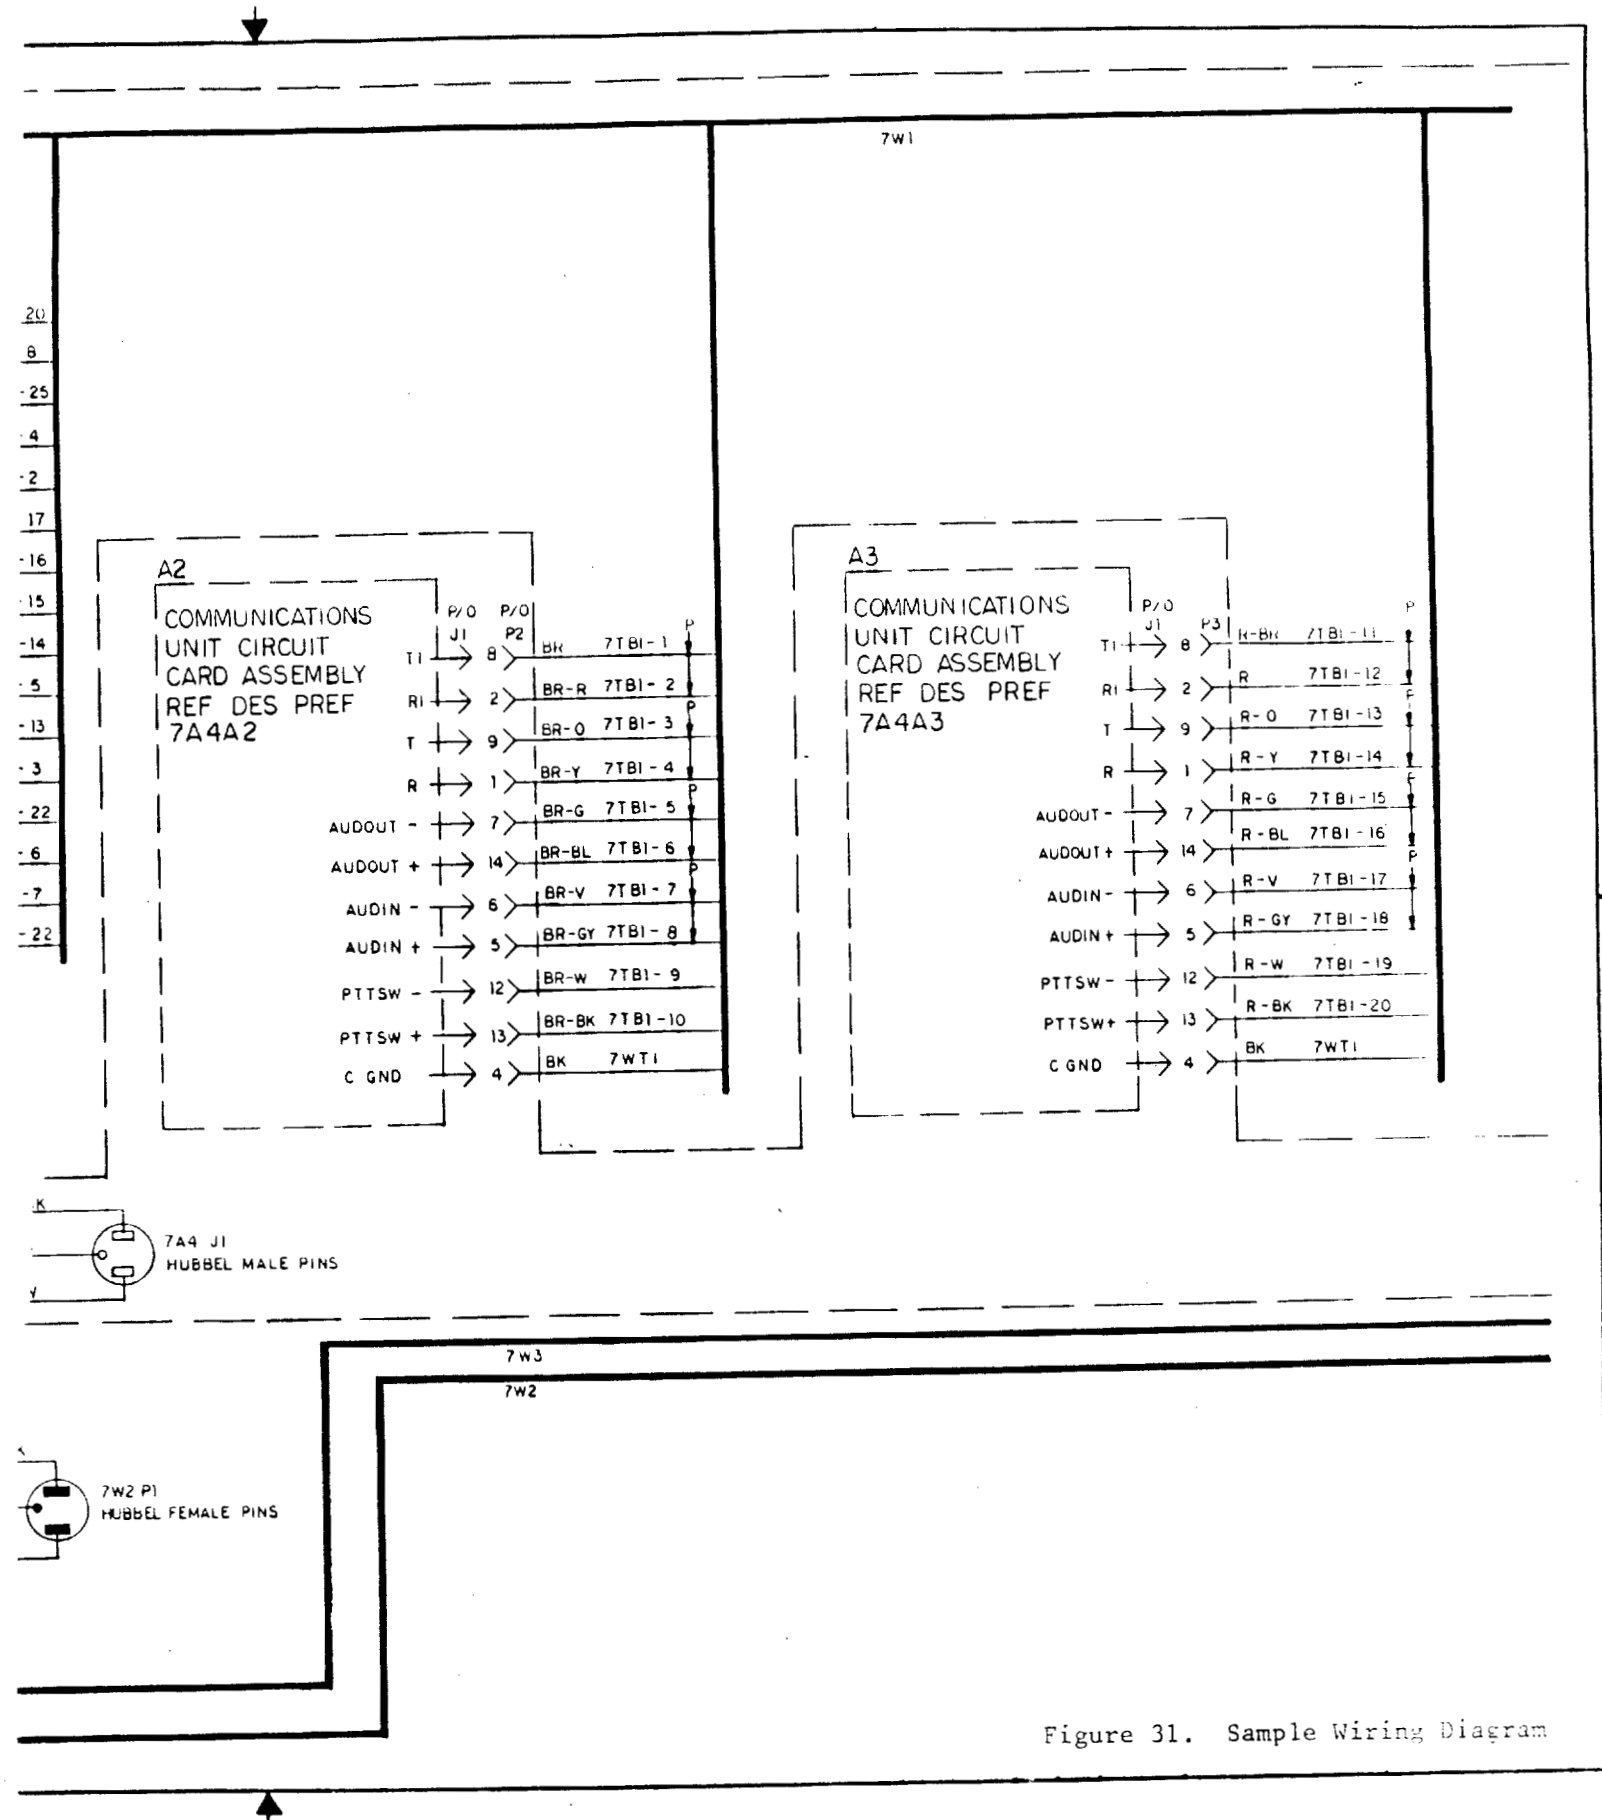 7W1
20
8
-25
-4
-2
17
-16
-15
-14
-5
-13
-3
-22
-6
-7
-22
A2
COMMUNICATIONS
UNIT CIRCUIT
CARD ASSEMBLY
REF DES PREF
7A4A2
P/O P/O
J1 P2
P
T1 8 BR 7TB1-1
R1 2 BR-R 7TB1-2
P
T 9 BR-O 7TB1-3
R 1 BR-Y 7TB1-4
P
AUDOUT - 7 BR-G 7TB1-5
AUDOUT + 14 BR-BL 7TB1-6
P
AUDIN - 6 BR-V 7TB1-7
AUDIN + 5 BR-GY 7TB1-8
PTTSW - 12 BR-W 7TB1-9
PTTSW + 13 BR-BK 7TB1-10
C GND 4 BK 7WT1
A3
COMMUNICATIONS
UNIT CIRCUIT
CARD ASSEMBLY
REF DES PREF
7A4A3
P/O
J1 P3
P
T1 8 R-BR 7TB1-11
R1 2 R 7TB1-12
P
T 9 R-O 7TB1-13
R 1 R-Y 7TB1-14
P
AUDOUT- 7 R-G 7TB1-15
AUDOUT+ 14 R-BL 7TB1-16
P
AUDIN- 6 R-V 7TB1-17
AUDIN+ 5 R-GY 7TB1-18
PTTSW- 12 R-W 7TB1-19
PTTSW+ 13 R-BK 7TB1-20
C GND 4 BK 7WT1
K
7A4 J1
HUBBEL MALE PINS
7W3
7W2
7W2 P1
HUBBEL FEMALE PINS
Figure 31. Sample Wiring Diagram